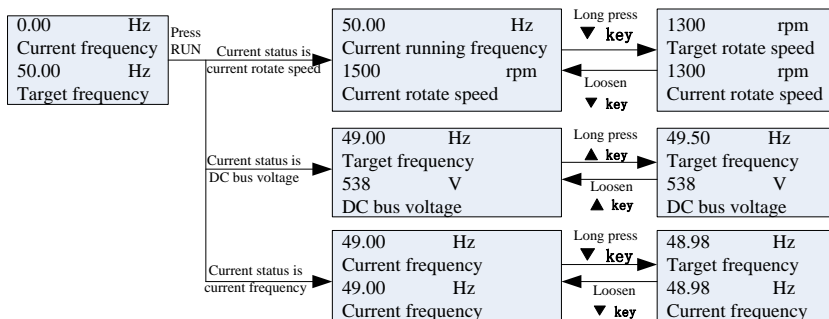 0.00 Hz
Current frequency
50.00 Hz
Target frequency
Press
RUN
Current status is
current rotate speed
50.00 Hz
Current running frequency
1500 rpm
Current rotate speed
Long press
▼ key
Loosen
▼ key
1300 rpm
Target rotate speed
1300 rpm
Current rotate speed
Current status is
DC bus voltage
49.00 Hz
Target frequency
538 V
DC bus voltage
Long press
▲ key
Loosen
▲ key
49.50 Hz
Target frequency
538 V
DC bus voltage
Current status is
current frequency
49.00 Hz
Current frequency
49.00 Hz
Current frequency
Long press
▼ key
Loosen
▼ key
48.98 Hz
Target frequency
48.98 Hz
Current frequency